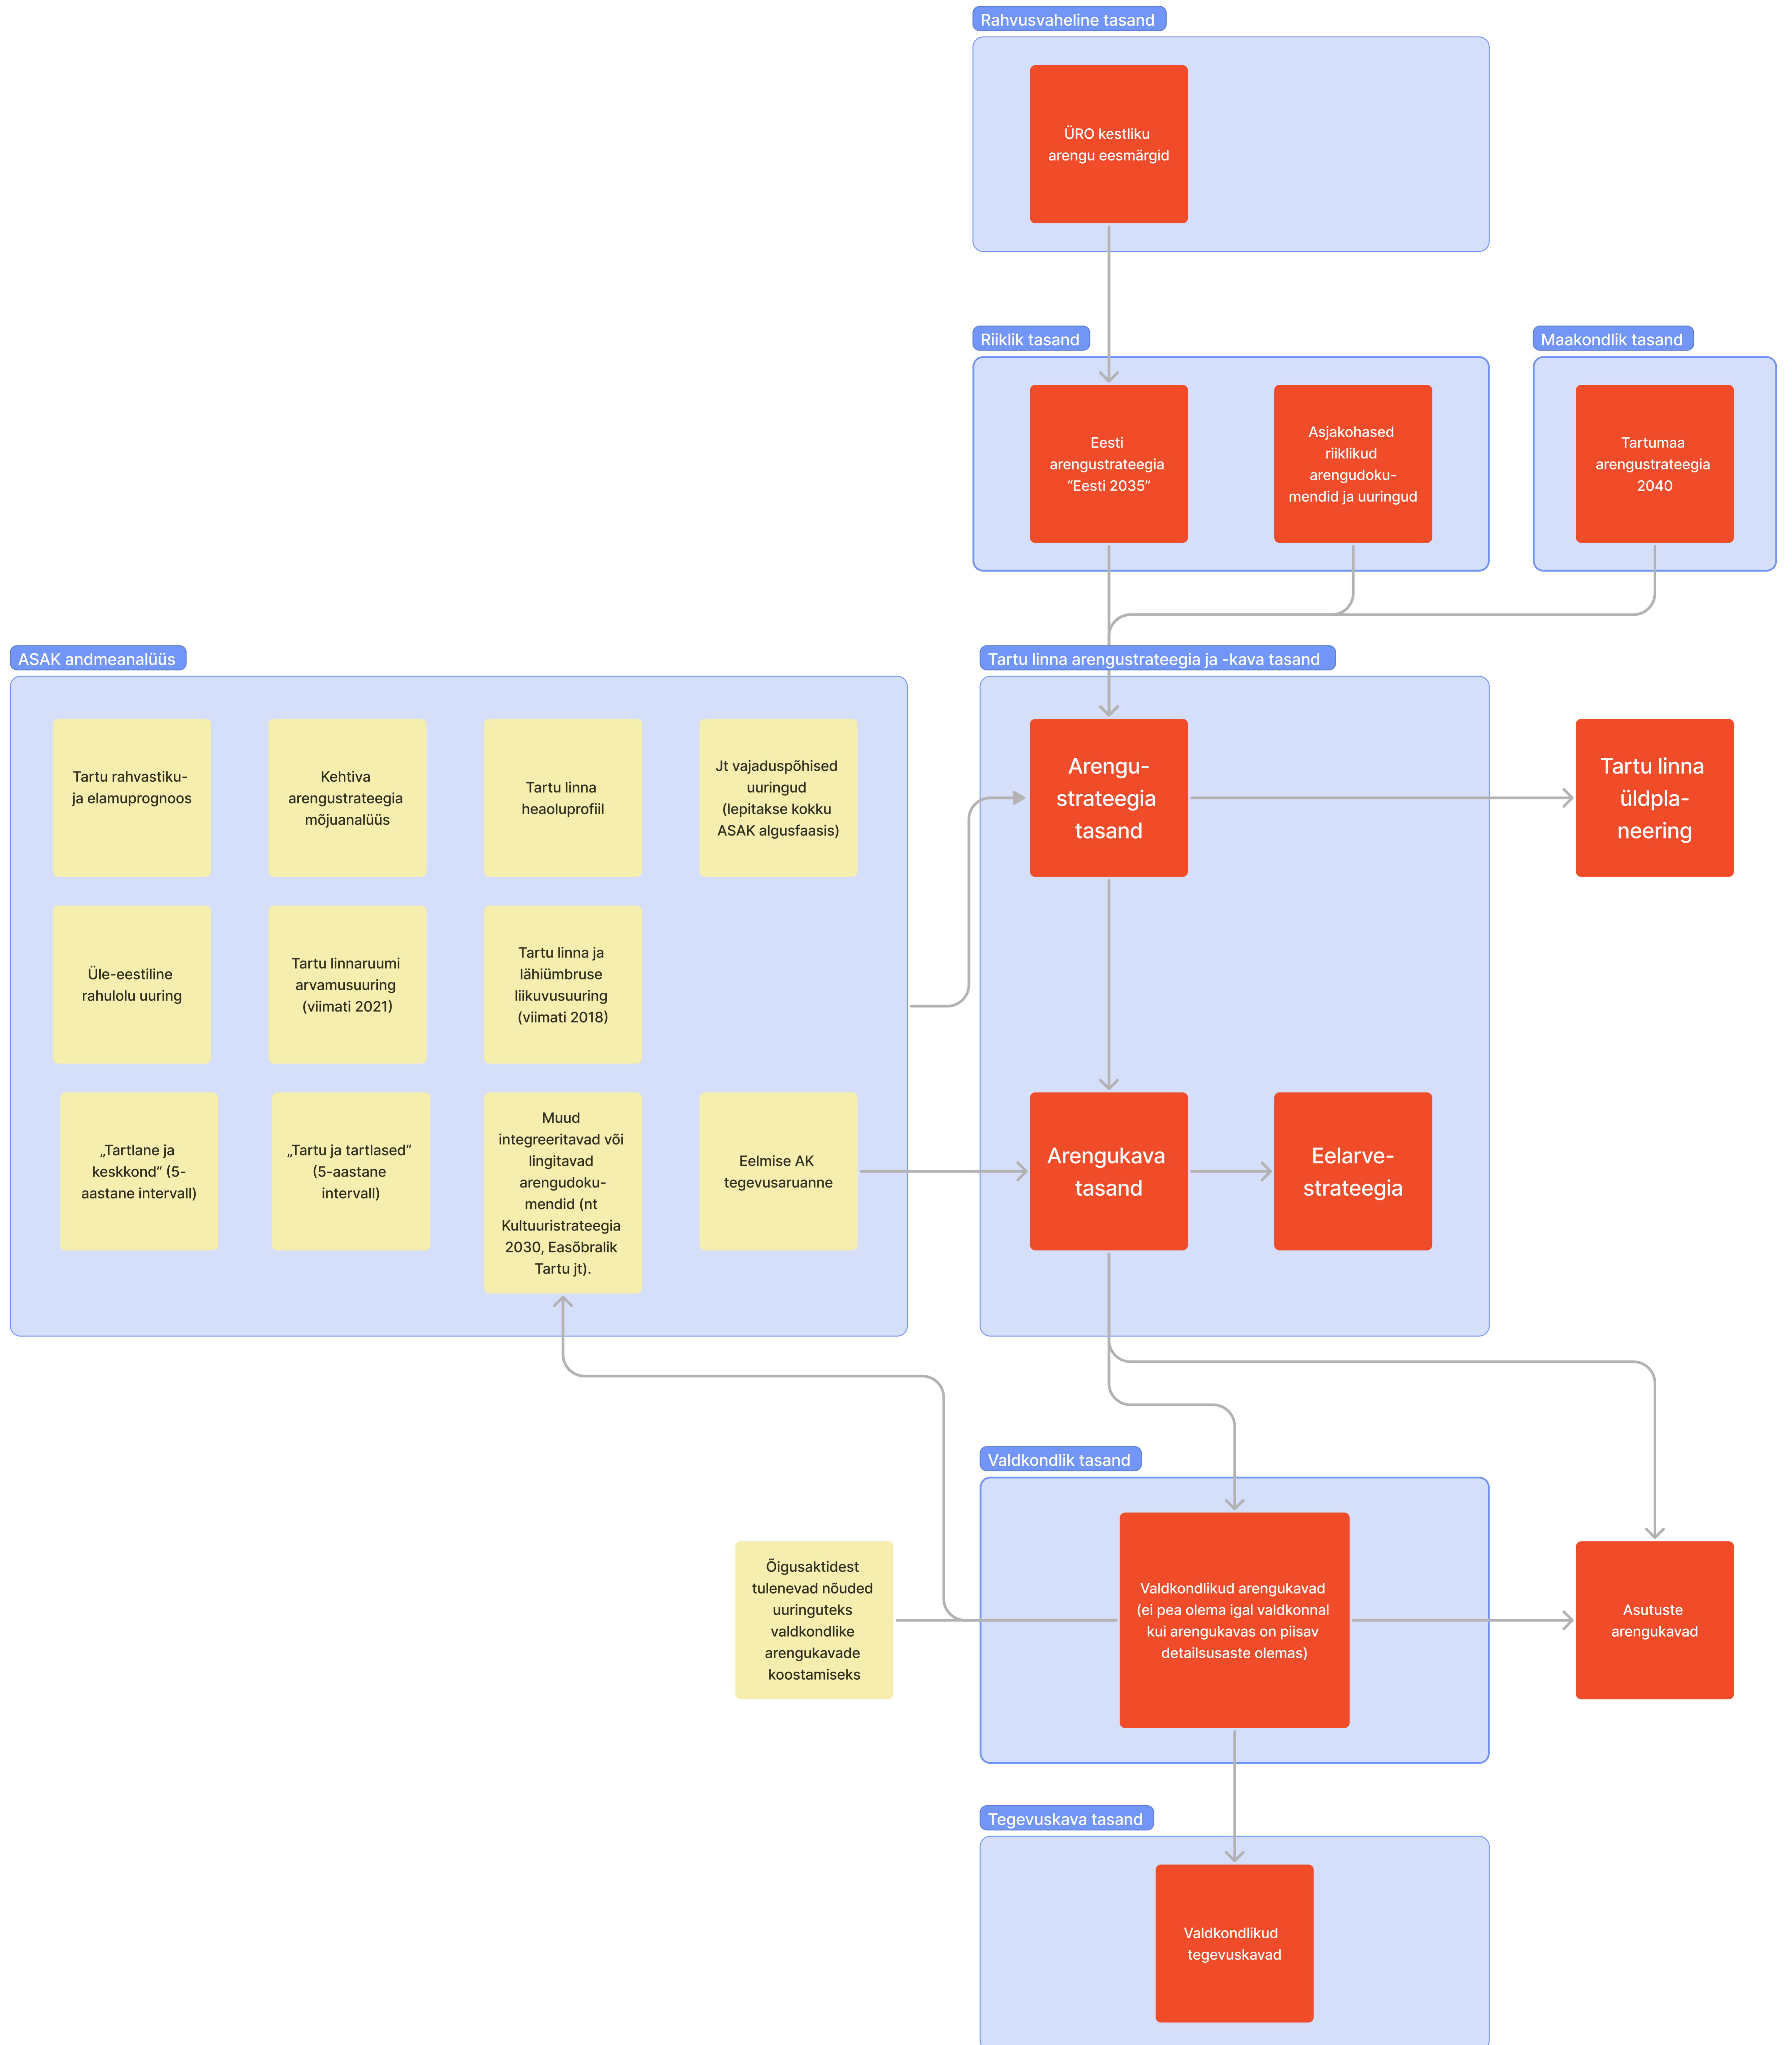 Rahvusvaheline tasand
ÜRO kestliku
arengu eesmärgid
Riiklik tasand
Maakondlik tasand
Eesti
arengustrateegia
“Eesti 2035”
Asjakohased
riiklikud
arengudoku-
mendid ja uuringud
Tartumaa
arengustrateegia
2040
ASAK andmeanalüüs
Tartu rahvastiku-
ja elamuprognoos
Kehtiva
arengustrateegia
mõjuanalüüs
Tartu linna
heaoluprofiil
Jt vajaduspõhised
uuringud
(lepitakse kokku
ASAK algusfaasis)
Üle-eestiline
rahulolu uuring
Tartu linnaruumi
arvamusuuring
(viimati 2021)
Tartu linna ja
lähiümbruse
liikuvusuuring
(viimati 2018)
„Tartlane ja
keskkond“ (5-
aastane intervall)
„Tartu ja tartlased“
(5-aastane
intervall)
Muud
integreeritavad või
lingitavad
arengudoku-
mendid (nt
Kultuuristrateegia
2030, Easõbralik
Tartu jt).
Eelmise AK
tegevusaruanne
Tartu linna arengustrateegia ja -kava tasand
Arengu-
strateegia
tasand
Tartu linna
üldpla-
neering
Arengukava
tasand
Eelarve-
strateegia
Valdkondlik tasand
Õigusaktidest
tulenevad nõuded
uuringuteks
valdkondlike
arengukavade
koostamiseks
Valdkondlikud arengukavad
(ei pea olema igal valdkonnal
kui arengukavas on piisav
detailsusaste olemas)
Asutuste
arengukavad
Tegevuskava tasand
Valdkondlikud
tegevuskavad